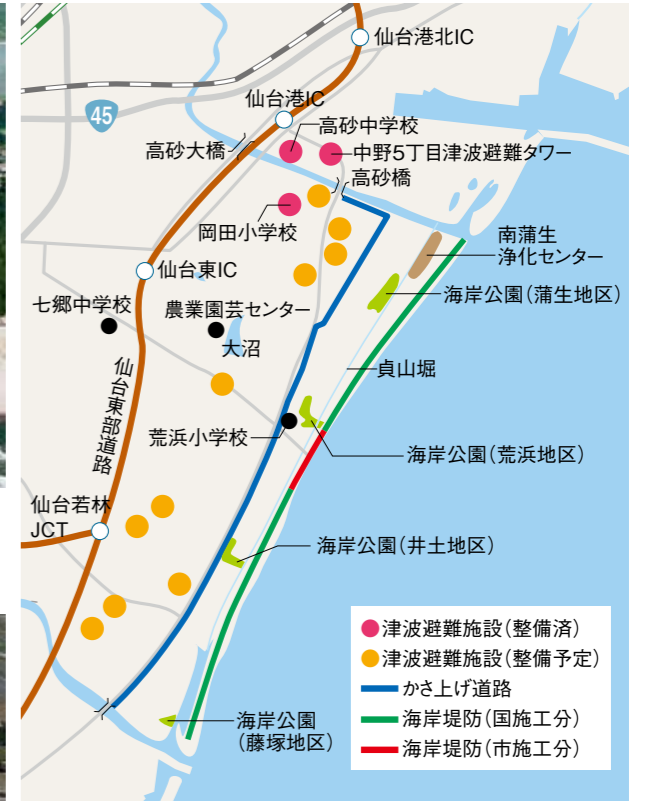 仙台港北IC
仙台港IC
45
高砂中学校
高砂大橋
中野5丁目津波避難タワー
高砂橋
岡田小学校
南蒲生
浄化センター
仙台東IC
海岸公園(蒲生地区)
七郷中学校
農業園芸センター
大沼
貞山堀
仙台東部道路
荒浜小学校
海岸公園(荒浜地区)
仙台若林
JCT
海岸公園(井土地区)
海岸公園
(藤塚地区)
津波避難施設(整備済)
津波避難施設(整備予定)
かさ上げ道路
海岸堤防(国施工分)
海岸堤防(市施工分)